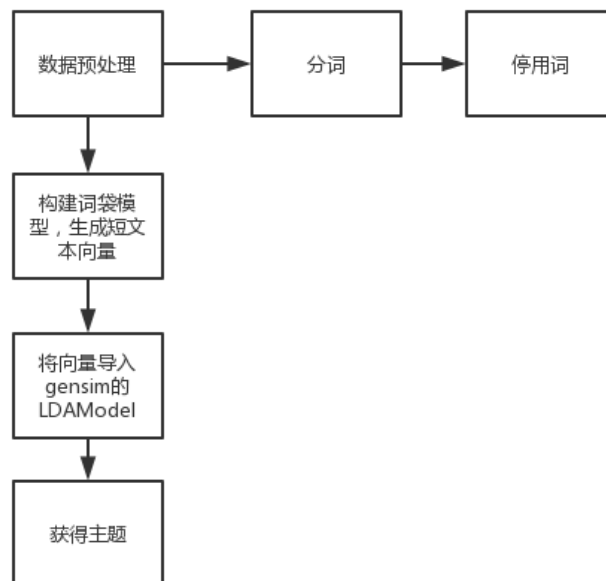 数据预处理
分词
停用词
构建词袋模
型，生成短文
本向量
将向量导入
gensim的
LDAModel
获得主题